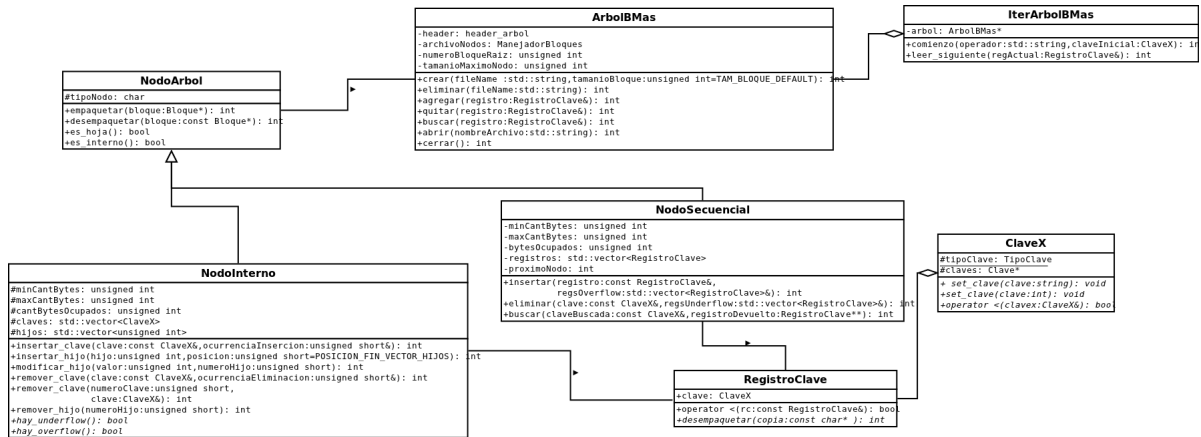 ArbolBMas
-header: header_arbol
-archivoNodos: ManejadorBloques
-numeroBloqueRaiz: unsigned int
-tamanioMaximoNodo: unsigned int
+crear(fileName :std::string,tamanioBloque:unsigned int=TAM_BLOQUE_DEFAULT): int
+eliminar(fileName:std::string): int
+agregar(registro:RegistroClave&): int
+quitar(registro:RegistroClave&): int
+buscar(registro:RegistroClave&): int
+abrir(nombreArchivo:std::string): int
+cerrar(): int
IterArbolBMas
-arbol: ArbolBMas*
+comienzo(operador:std::string,claveInicial:ClaveX): int
+leer_siguiente(regActual:RegistroClave&): int
NodoArbol
#tipoNodo: char
+empaquetar(bloque:Bloque*): int
+desempaquetar(bloque:const Bloque*): int
+es_hoja(): bool
+es_interno(): bool
NodoSecuencial
-minCantBytes: unsigned int
-maxCantBytes: unsigned int
-bytesOcupados: unsigned int
-registros: std::vector<RegistroClave>
-proximoNodo: int
+insertar(registro:const RegistroClave&,
regsOverflow:std::vector<RegistroClave>&): int
+eliminar(clave:const ClaveX&,regsUnderflow:std::vector<RegistroClave>&): int
+buscar(claveBuscada:const ClaveX&,registroDevuelto:RegistroClave**): int
ClaveX
#tipoClave: TipoClave
#claves: Clave*
+ set_clave(clave:string): void
+set_clave(clave:int): void
+operator <(clavex:ClaveX&): bool
NodoInterno
#minCantBytes: unsigned int
#maxCantBytes: unsigned int
#cantBytesOcupados: unsigned int
#claves: std::vector<ClaveX>
#hijos: std::vector<unsigned int>
+insertar_clave(clave:const ClaveX&,ocurrenciaInsercion:unsigned short&): int
+insertar_hijo(hijo:unsigned int,posicion:unsigned short=POSICION_FIN_VECTOR_HIJOS): int
+modificar_hijo(valor:unsigned int,numeroHijo:unsigned short): int
+remover_clave(clave:const ClaveX&,ocurrenciaEliminacion:unsigned short&): int
+remover_clave(numeroClave:unsigned short,
clave:ClaveX&): int
+remover_hijo(numeroHijo:unsigned short): int
+hay_underflow(): bool
+hay_overflow(): bool
RegistroClave
+clave: ClaveX
+operator <(rc:const RegistroClave&): bool
+desempaquetar(copia:const char* ): int